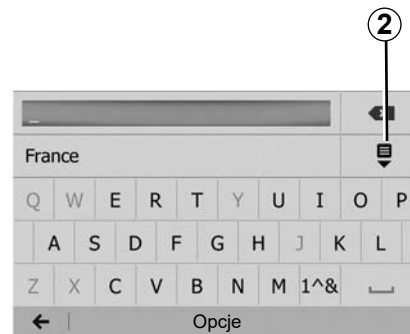 2
_
France
Q W E R T Y U I O P
A S D F G H J K L
Z X C V B N M 1^&
Opcje